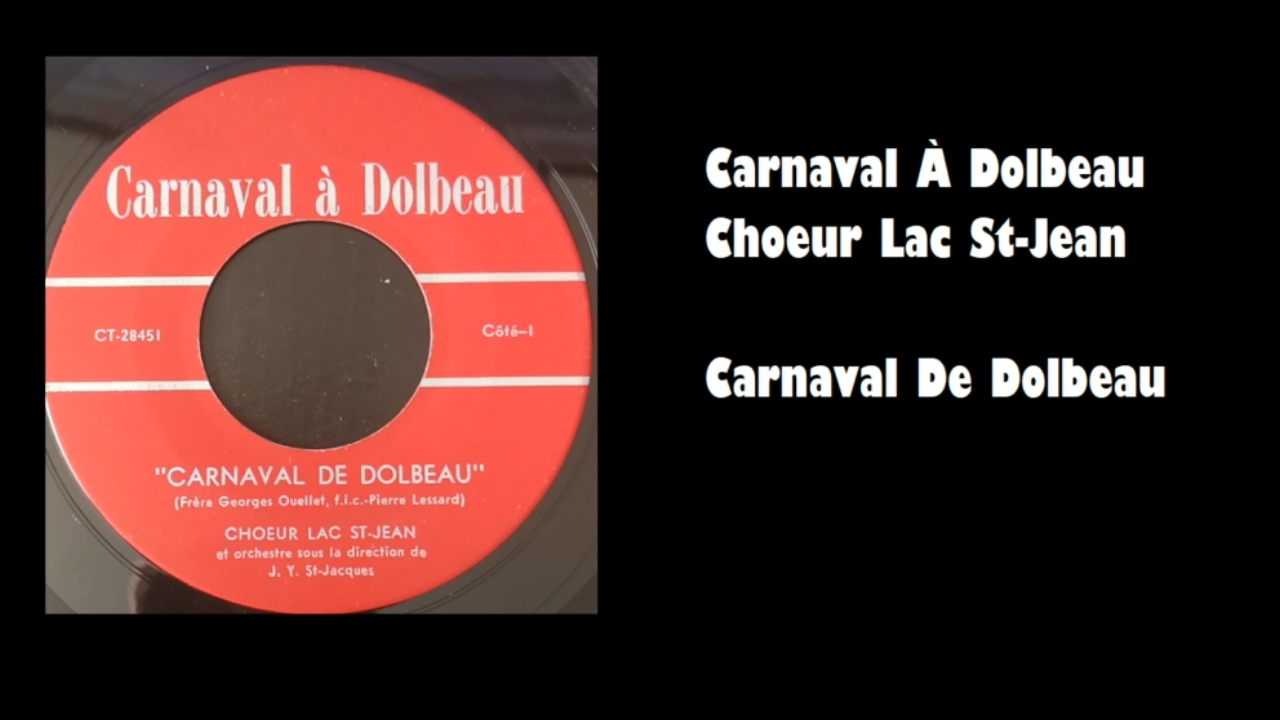 Carnaval à Dolbeau
CT-28451
Côté-1
"CARNAVAL DE DOLBEAU"
(Frère Georges Ouellet, f.i.c.-Pierre Lessard)
CHOEUR LAC ST-JEAN
et orchestre sous la direction de
J. Y. St-Jacques
Carnaval À Dolbeau
Choeur Lac St-Jean
Carnaval De Dolbeau